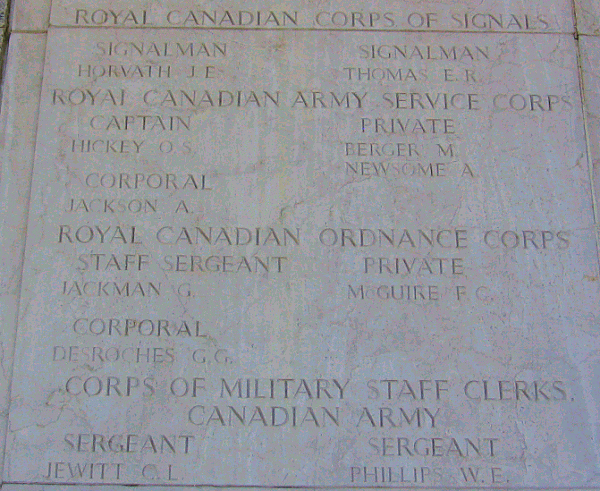 ROYAL CANADIAN CORPS OF SIGNALS
SIGNALMAN
HORVATH J.E.
SIGNALMAN
THOMAS E.R.
ROYAL CANADIAN ARMY SERVICE CORPS
CAPTAIN
HICKEY O.S.
CORPORAL
JACKSON A.
PRIVATE
BERGER M.
NEWSOME A.
ROYAL CANADIAN ORDNANCE CORPS
STAFF SERGEANT
JACKMAN G.
CORPORAL
DESROCHES G.G.
PRIVATE
McGUIRE F.C.
CORPS OF MILITARY STAFF CLERKS,
CANADIAN ARMY
SERGEANT
JEWITT C.L.
SERGEANT
PHILLIPS W.E.